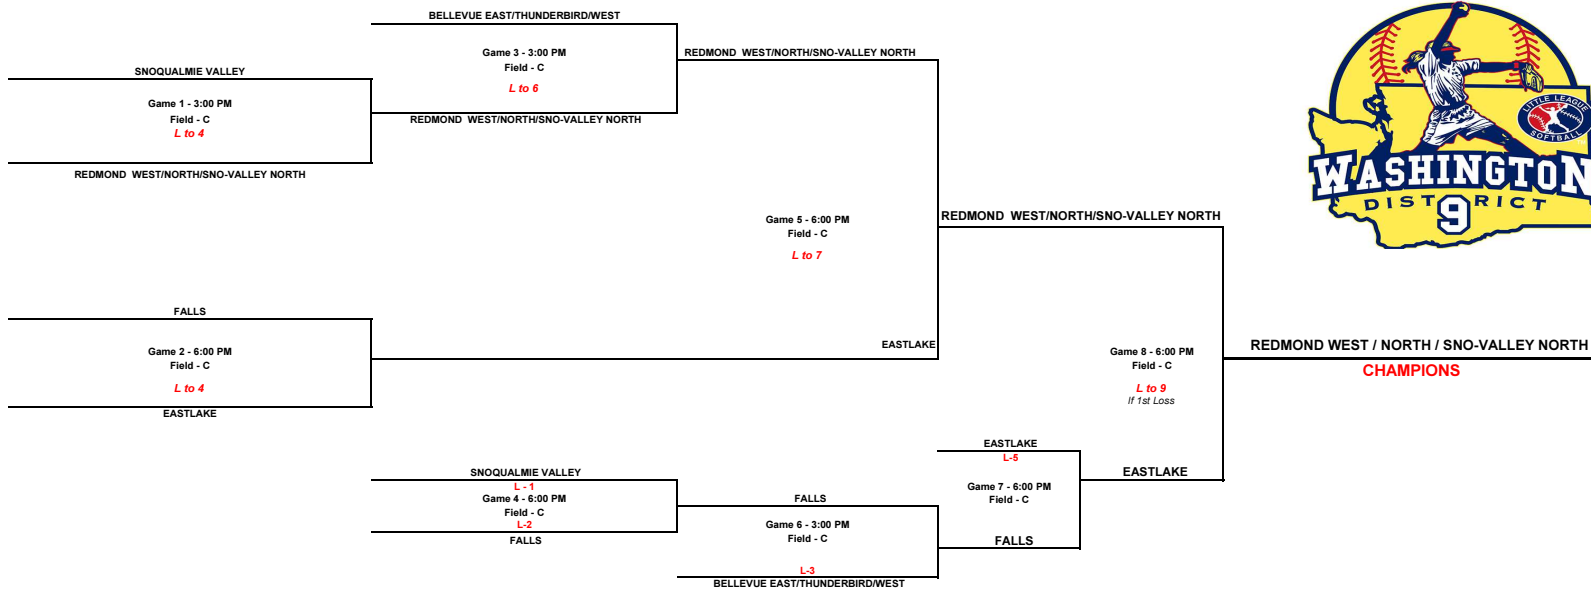 BELLEVUE EAST/THUNDERBIRD/WEST
Game 3 - 3:00 PM
Field - C
L to 6
REDMOND WEST/NORTH/SNO-VALLEY NORTH
SNOQUALMIE VALLEY
Game 1 - 3:00 PM
Field - C
L to 4
REDMOND WEST/NORTH/SNO-VALLEY NORTH
REDMOND WEST/NORTH/SNO-VALLEY NORTH
Game 5 - 6:00 PM
Field - C
L to 7
REDMOND WEST/NORTH/SNO-VALLEY NORTH
FALLS
Game 2 - 6:00 PM
Field - C
L to 4
EASTLAKE
EASTLAKE
Game 8 - 6:00 PM
Field - C
L to 9
If 1st Loss
REDMOND WEST / NORTH / SNO-VALLEY NORTH
CHAMPIONS
SNOQUALMIE VALLEY
L - 1
Game 4 - 6:00 PM
Field - C
L-2
FALLS
FALLS
Game 6 - 3:00 PM
Field - C
L-3
BELLEVUE EAST/THUNDERBIRD/WEST
EASTLAKE
L-5
Game 7 - 6:00 PM
Field - C
FALLS
EASTLAKE
LITTLE LEAGUE
SOFTBALL
WASHINGTON
DISTRICT
9